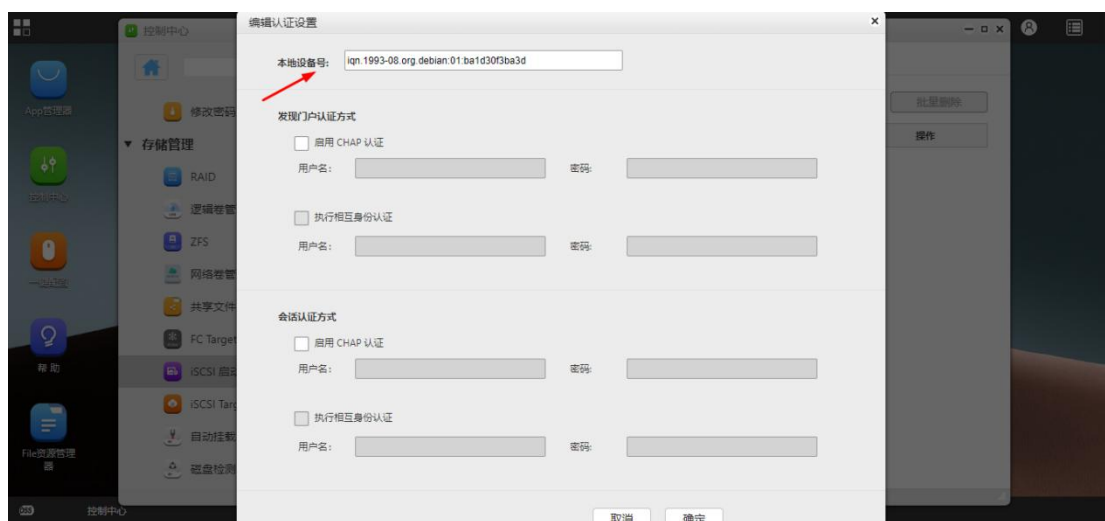 编辑认证设置
控制中心
本地设备号:
iqn.1993-08.org.debian:01:ba1d30f3ba3d
App管理器
修改密码
批量删除
发现门户认证方式
存储管理
操作
启用 CHAP 认证
RAID
用户名:
密码:
控制中心
逻辑卷管
执行相互身份认证
ZFS
用户名:
密码:
网络卷管
共享文件
会话认证方式
FC Target
启用 CHAP 认证
帮 助
iSCSI 启动
用户名:
密码:
iSCSI Targ
执行相互身份认证
自动挂载
用户名:
密码:
File资源管理
器
磁盘检测
控制中心
取消
确定